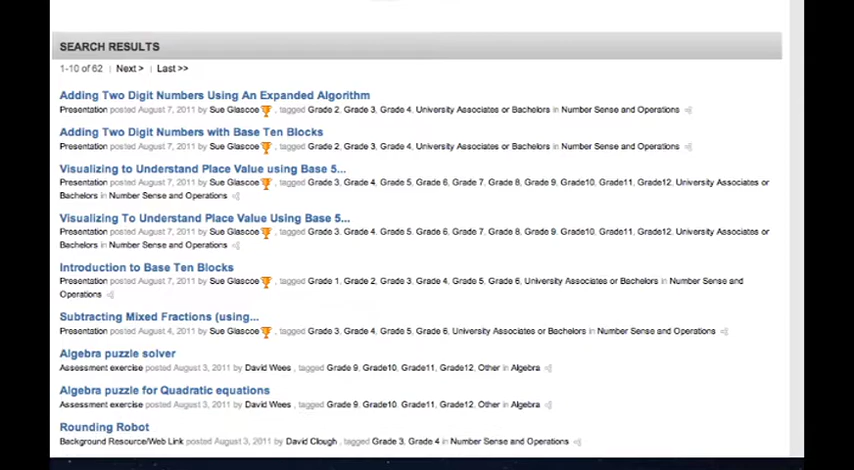 SEARCH RESULTS
1-10 of 62 | Next > | Last >>
Adding Two Digit Numbers Using An Expanded Algorithm
Presentation posted August 7, 2011 by Sue Glascoe , tagged Grade 2, Grade 3, Grade 4, University Associates or Bachelors in Number Sense and Operations
Adding Two Digit Numbers with Base Ten Blocks
Presentation posted August 7, 2011 by Sue Glascoe , tagged Grade 2, Grade 3, Grade 4, University Associates or Bachelors in Number Sense and Operations
Visualizing to Understand Place Value using Base 5...
Presentation posted August 7, 2011 by Sue Glascoe , tagged Grade 3, Grade 4, Grade 5, Grade 6, Grade 7, Grade 8, Grade 9, Grade10, Grade11, Grade12, University Associates or
Bachelors in Number Sense and Operations
Visualizing To Understand Place Value Using Base 5...
Presentation posted August 7, 2011 by Sue Glascoe , tagged Grade 3, Grade 4, Grade 5, Grade 6, Grade 7, Grade 8, Grade 9, Grade10, Grade11, Grade12, University Associates or
Bachelors in Number Sense and Operations
Introduction to Base Ten Blocks
Presentation posted August 7, 2011 by Sue Glascoe , tagged Grade 1, Grade 2, Grade 3, Grade 4, Grade 5, Grade 6, University Associates or Bachelors in Number Sense and
Operations
Subtracting Mixed Fractions (using...
Presentation posted August 4, 2011 by Sue Glascoe , tagged Grade 3, Grade 4, Grade 5, Grade 6, University Associates or Bachelors in Number Sense and Operations
Algebra puzzle solver
Assessment exercise posted August 3, 2011 by David Wees , tagged Grade 9, Grade10, Grade11, Grade12, Other in Algebra
Algebra puzzle for Quadratic equations
Assessment exercise posted August 3, 2011 by David Wees , tagged Grade 9, Grade10, Grade11, Grade12, Other in Algebra
Rounding Robot
Background Resource/Web Link posted August 3, 2011 by David Clough , tagged Grade 3, Grade 4 in Number Sense and Operations